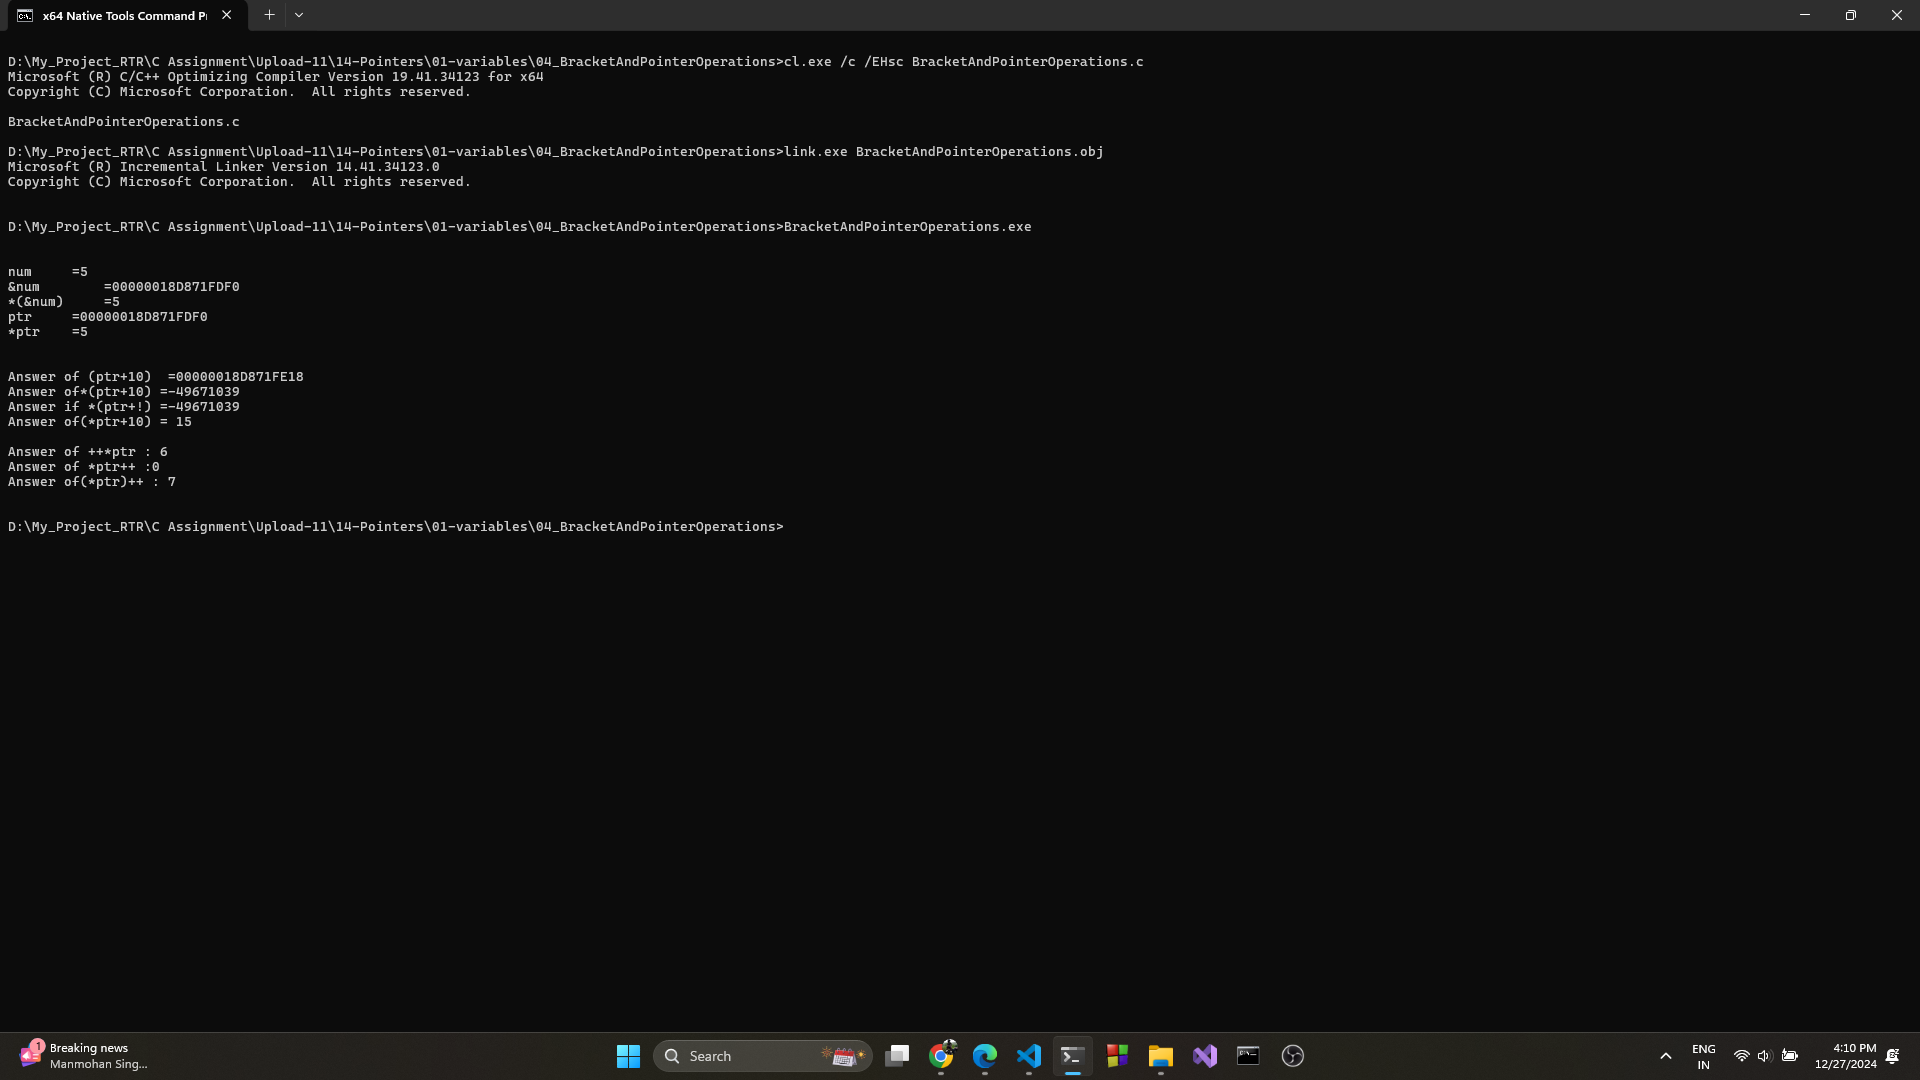 x64 Native Tools Command P
D:\My_Project_RTR\C Assignment\Upload-11\14-Pointers\01-variables\04_BracketAndPointerOperations>cl.exe /c /EHsc BracketAndPointerOperations.c
Microsoft (R) C/C++ Optimizing Compiler Version 19.41.34123 for x64
Copyright (C) Microsoft Corporation.  All rights reserved.
BracketAndPointerOperations.c
D:\My_Project_RTR\C Assignment\Upload-11\14-Pointers\01-variables\04_BracketAndPointerOperations>link.exe BracketAndPointerOperations.obj
Microsoft (R) Incremental Linker Version 14.41.34123.0
Copyright (C) Microsoft Corporation.  All rights reserved.
D:\My_Project_RTR\C Assignment\Upload-11\14-Pointers\01-variables\04_BracketAndPointerOperations>BracketAndPointerOperations.exe
num     =5
&num        =00000018D871FDF0
*(&num)     =5
ptr     =00000018D871FDF0
*ptr    =5
Answer of (ptr+10)  =00000018D871FE18
Answer of*(ptr+10) =-49671039
Answer if *(ptr+!) =-49671039
Answer of(*ptr+10) = 15
Answer of ++*ptr : 6
Answer of *ptr++ :0
Answer of(*ptr)++ : 7
D:\My_Project_RTR\C Assignment\Upload-11\14-Pointers\01-variables\04_BracketAndPointerOperations>
1
Breaking news
Manmohan Sing...
Search
ENG
IN
4:10 PM
12/27/2024